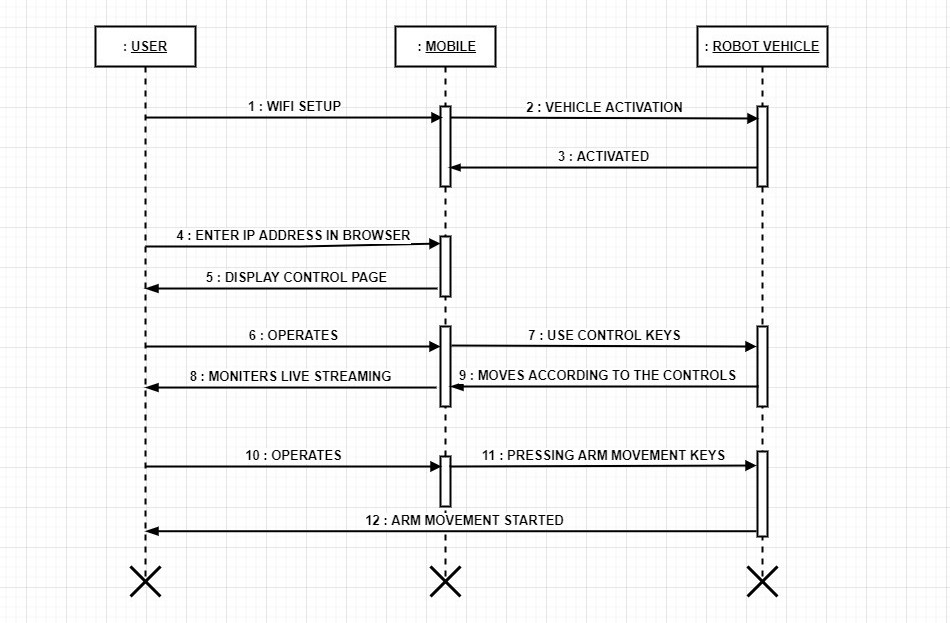 : USER
: MOBILE
: ROBOT VEHICLE
1 : WIFI SETUP
2 : VEHICLE ACTIVATION
3 : ACTIVATED
4 : ENTER IP ADDRESS IN BROWSER
5 : DISPLAY CONTROL PAGE
6 : OPERATES
7 : USE CONTROL KEYS
8 : MONITERS LIVE STREAMING
9 : MOVES ACCORDING TO THE CONTROLS
10 : OPERATES
11 : PRESSING ARM MOVEMENT KEYS
12 : ARM MOVEMENT STARTED